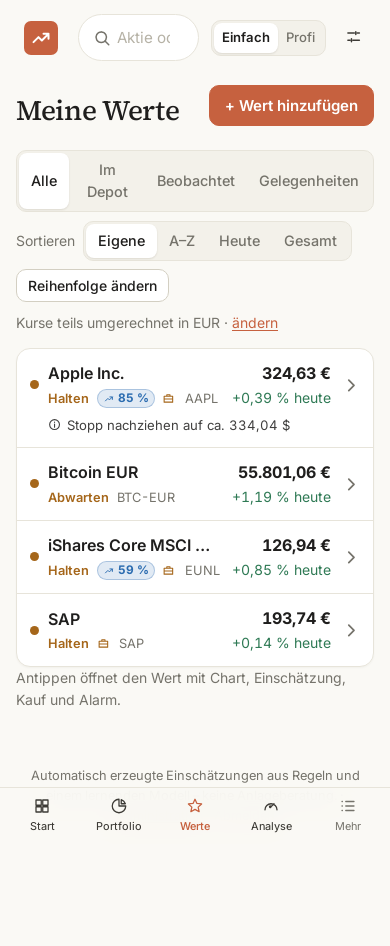 Aktie oc
Einfach Profi
Meine Werte
+ Wert hinzufügen
Alle
Im
Depot
Beobachtet
Gelegenheiten
Sortieren Eigene A–Z Heute Gesamt
Reihenfolge ändern
Kurse teils umgerechnet in EUR · ändern
Apple Inc. 324,63 €
Halten 85 % AAPL +0,39 % heute
Stopp nachziehen auf ca. 334,04 $
Bitcoin EUR 55.801,06 €
Abwarten BTC-EUR +1,19 % heute
iShares Core MSCI ... 126,94 €
Halten 59 % EUNL +0,85 % heute
SAP 193,74 €
Halten SAP +0,14 % heute
Antippen öffnet den Wert mit Chart, Einschätzung,
Kauf und Alarm.
Automatisch erzeugte Einschätzungen aus Regeln und
Start Portfolio Werte Analyse Mehr